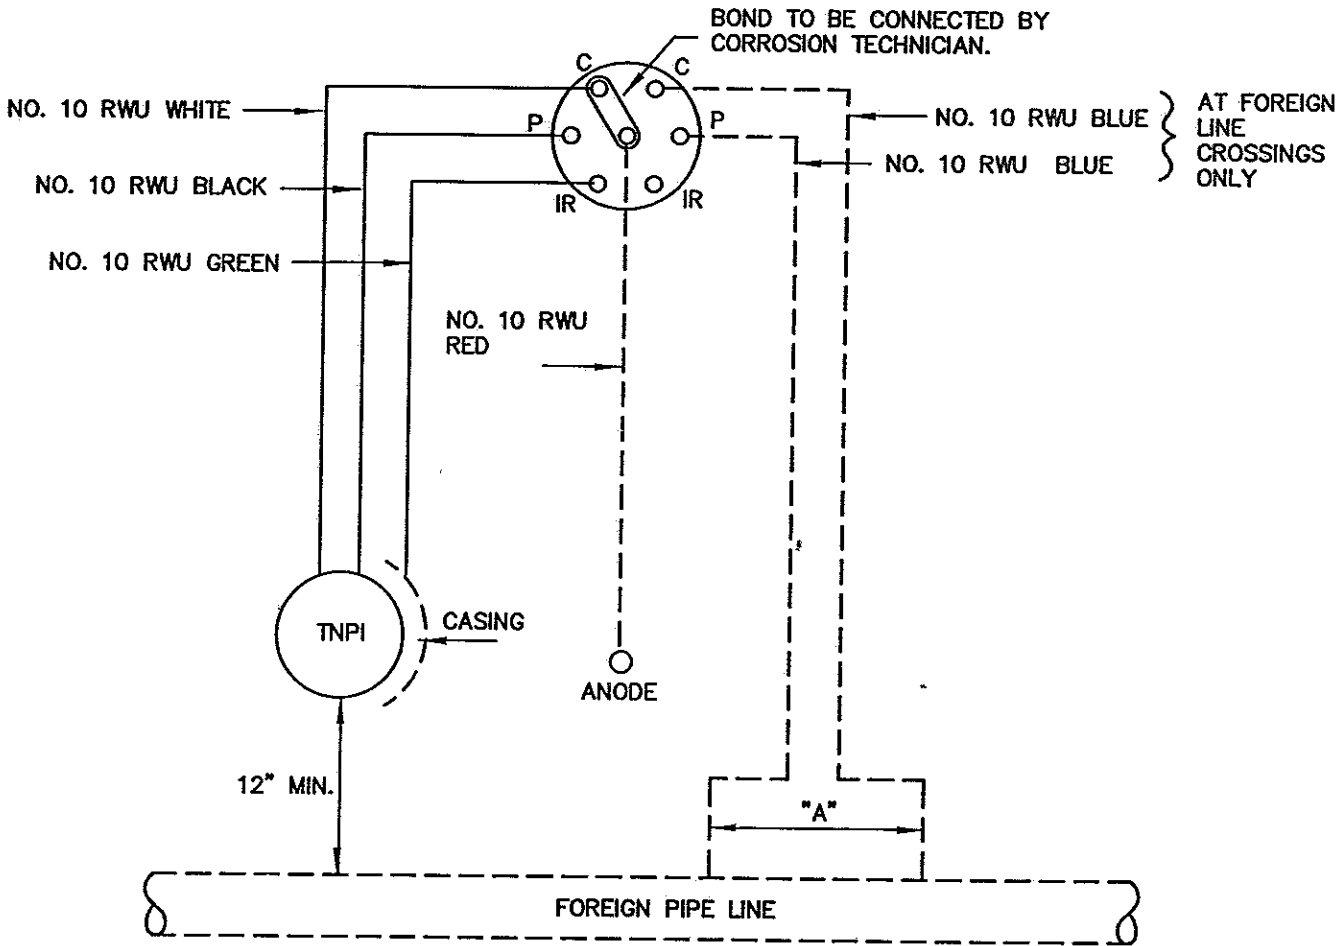 BOND TO BE CONNECTED BY
CORROSION TECHNICIAN.
C
C
NO. 10 RWU WHITE
NO. 10 RWU BLUE
AT FOREIGN
LINE
CROSSINGS
ONLY
P
P
NO. 10 RWU BLUE
NO. 10 RWU BLACK
IR
IR
NO. 10 RWU GREEN
NO. 10 RWU
RED
TNPI
CASING
ANODE
12" MIN.
"A"
FOREIGN PIPE LINE